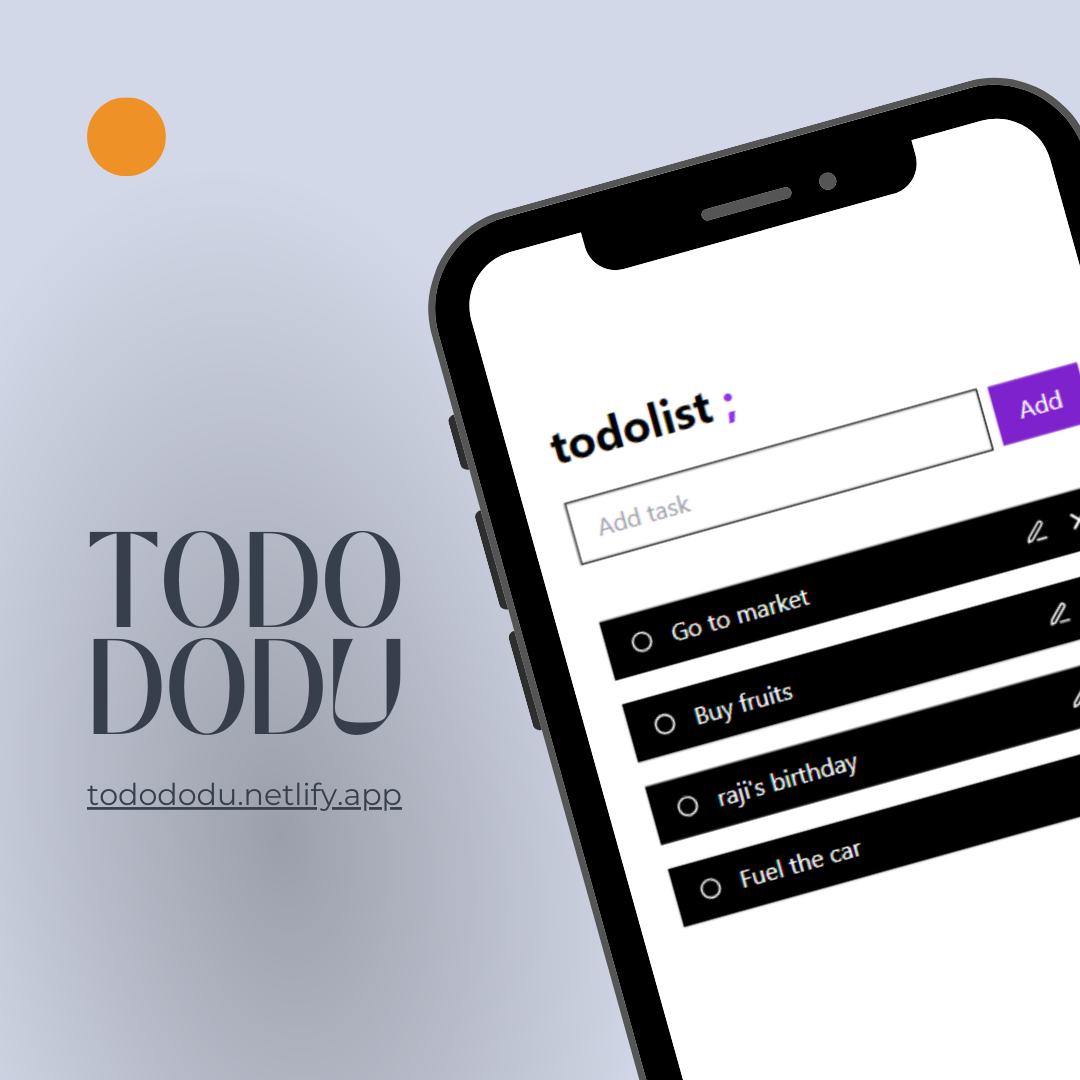 TODO
DODU
todododu.netlify.app
todolist ;
Add task
Add
Go to market
Buy fruits
raji's birthday
Fuel the car